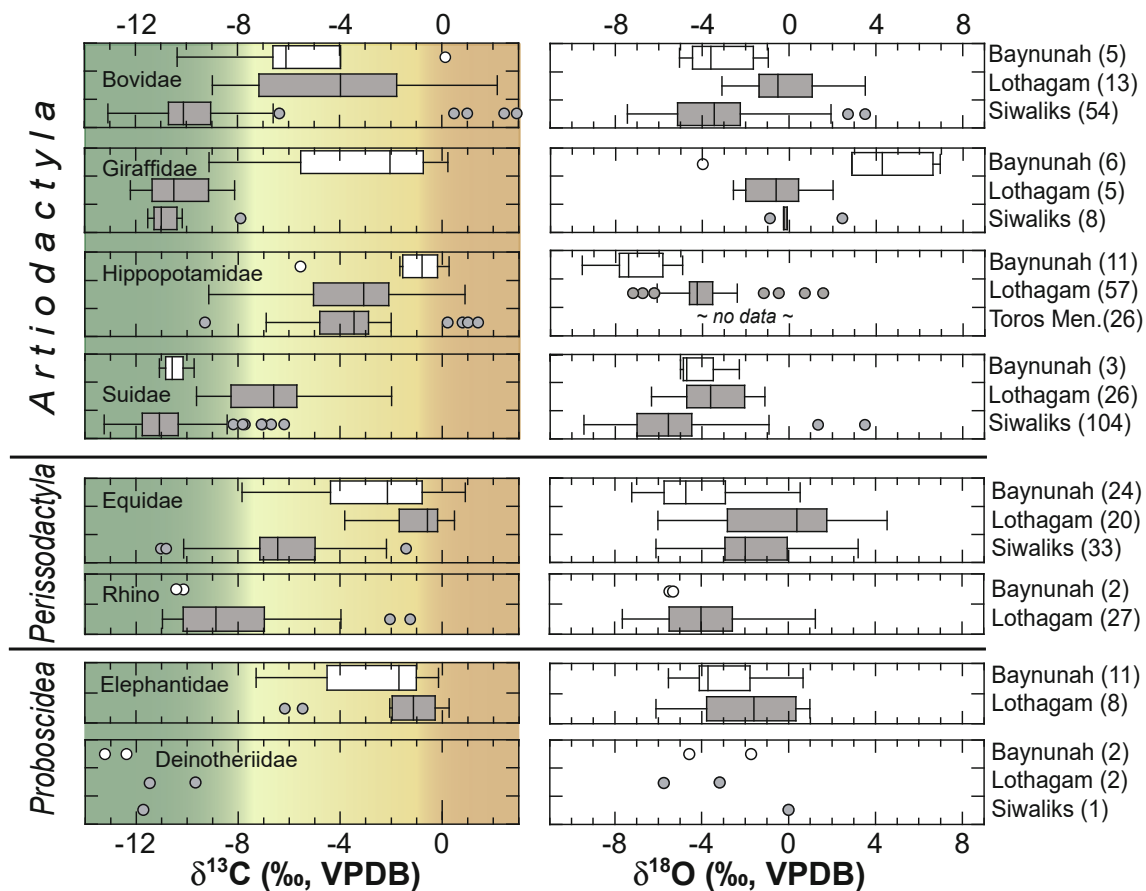 -12 -8 -4 0 -8 -4 0 4 8
Artiodactyla
Bovidae
Baynunah (5)
Lothagam (13)
Siwaliks (54)
Giraffidae
Baynunah (6)
Lothagam (5)
Siwaliks (8)
Hippopotamidae
Baynunah (11)
Lothagam (57)
~ no data ~
Toros Men.(26)
Suidae
Baynunah (3)
Lothagam (26)
Siwaliks (104)
Perissodactyla
Equidae
Baynunah (24)
Lothagam (20)
Siwaliks (33)
Rhino
Baynunah (2)
Lothagam (27)
Proboscidea
Elephantidae
Baynunah (11)
Lothagam (8)
Deinotheriidae
Baynunah (2)
Lothagam (2)
Siwaliks (1)
-12 -8 -4 0 -8 -4 0 4 8
δ¹³C (‰, VPDB) δ¹⁸O (‰, VPDB)